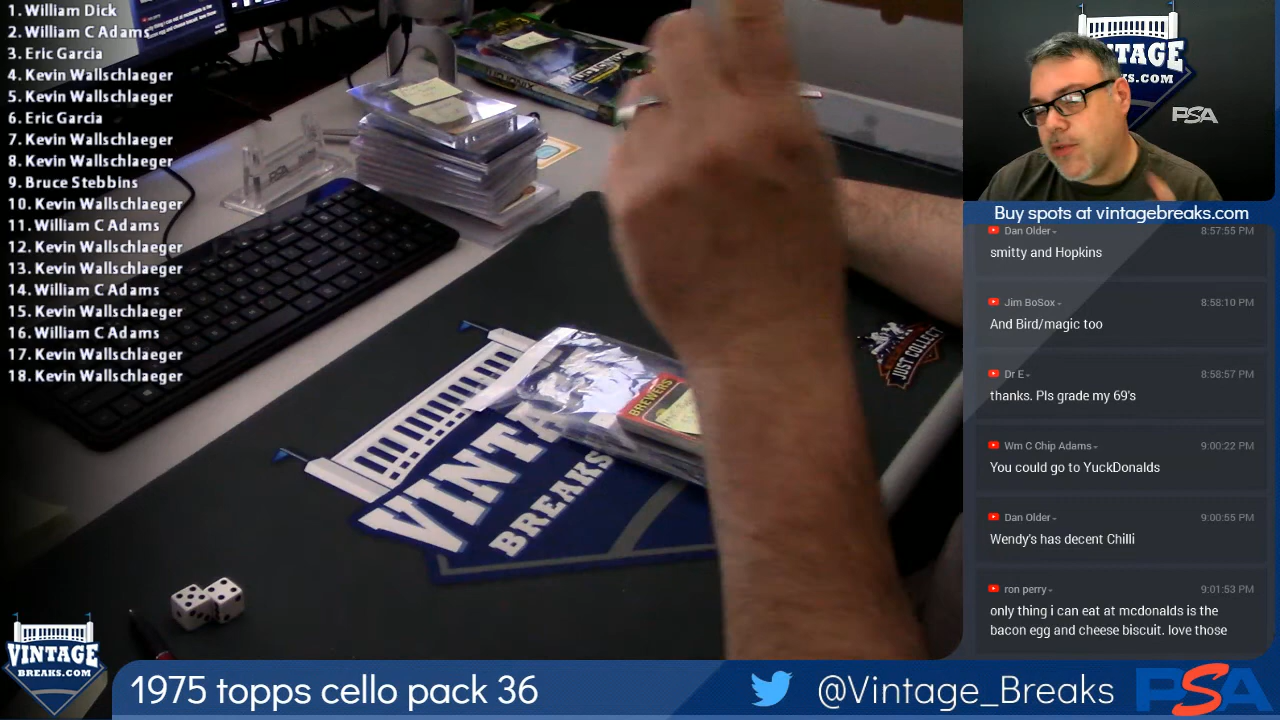 1. William Dick
2. William C Adams
3. Eric Garcia
4. Kevin Wallschlaeger
5. Kevin Wallschlaeger
6. Eric Garcia
7. Kevin Wallschlaeger
8. Kevin Wallschlaeger
9. Bruce Stebbins
10. Kevin Wallschlaeger
11. William C Adams
12. Kevin Wallschlaeger
13. Kevin Wallschlaeger
14. William C Adams
15. Kevin Wallschlaeger
16. William C Adams
17. Kevin Wallschlaeger
18. Kevin Wallschlaeger
BREWERS
JUST COLLECT
VINTA
BREAKS
VINTAGE
BREAKS.COM
1975 topps cello pack 36
@Vintage_Breaks
PSA
VINTAGE
KS.COM
PSA
Buy spots at vintagebreaks.com
Dan Older 8:57:55 PM
smitty and Hopkins
Jim BoSox 8:58:10 PM
And Bird/magic too
Dr E 8:58:57 PM
thanks. Pls grade my 69's
Wm C Chip Adams 9:00:22 PM
You could go to YuckDonalds
Dan Older 9:00:55 PM
Wendy's has decent Chilli
ron perry 9:01:53 PM
only thing i can eat at mcdonalds is the
bacon egg and cheese biscuit. love those